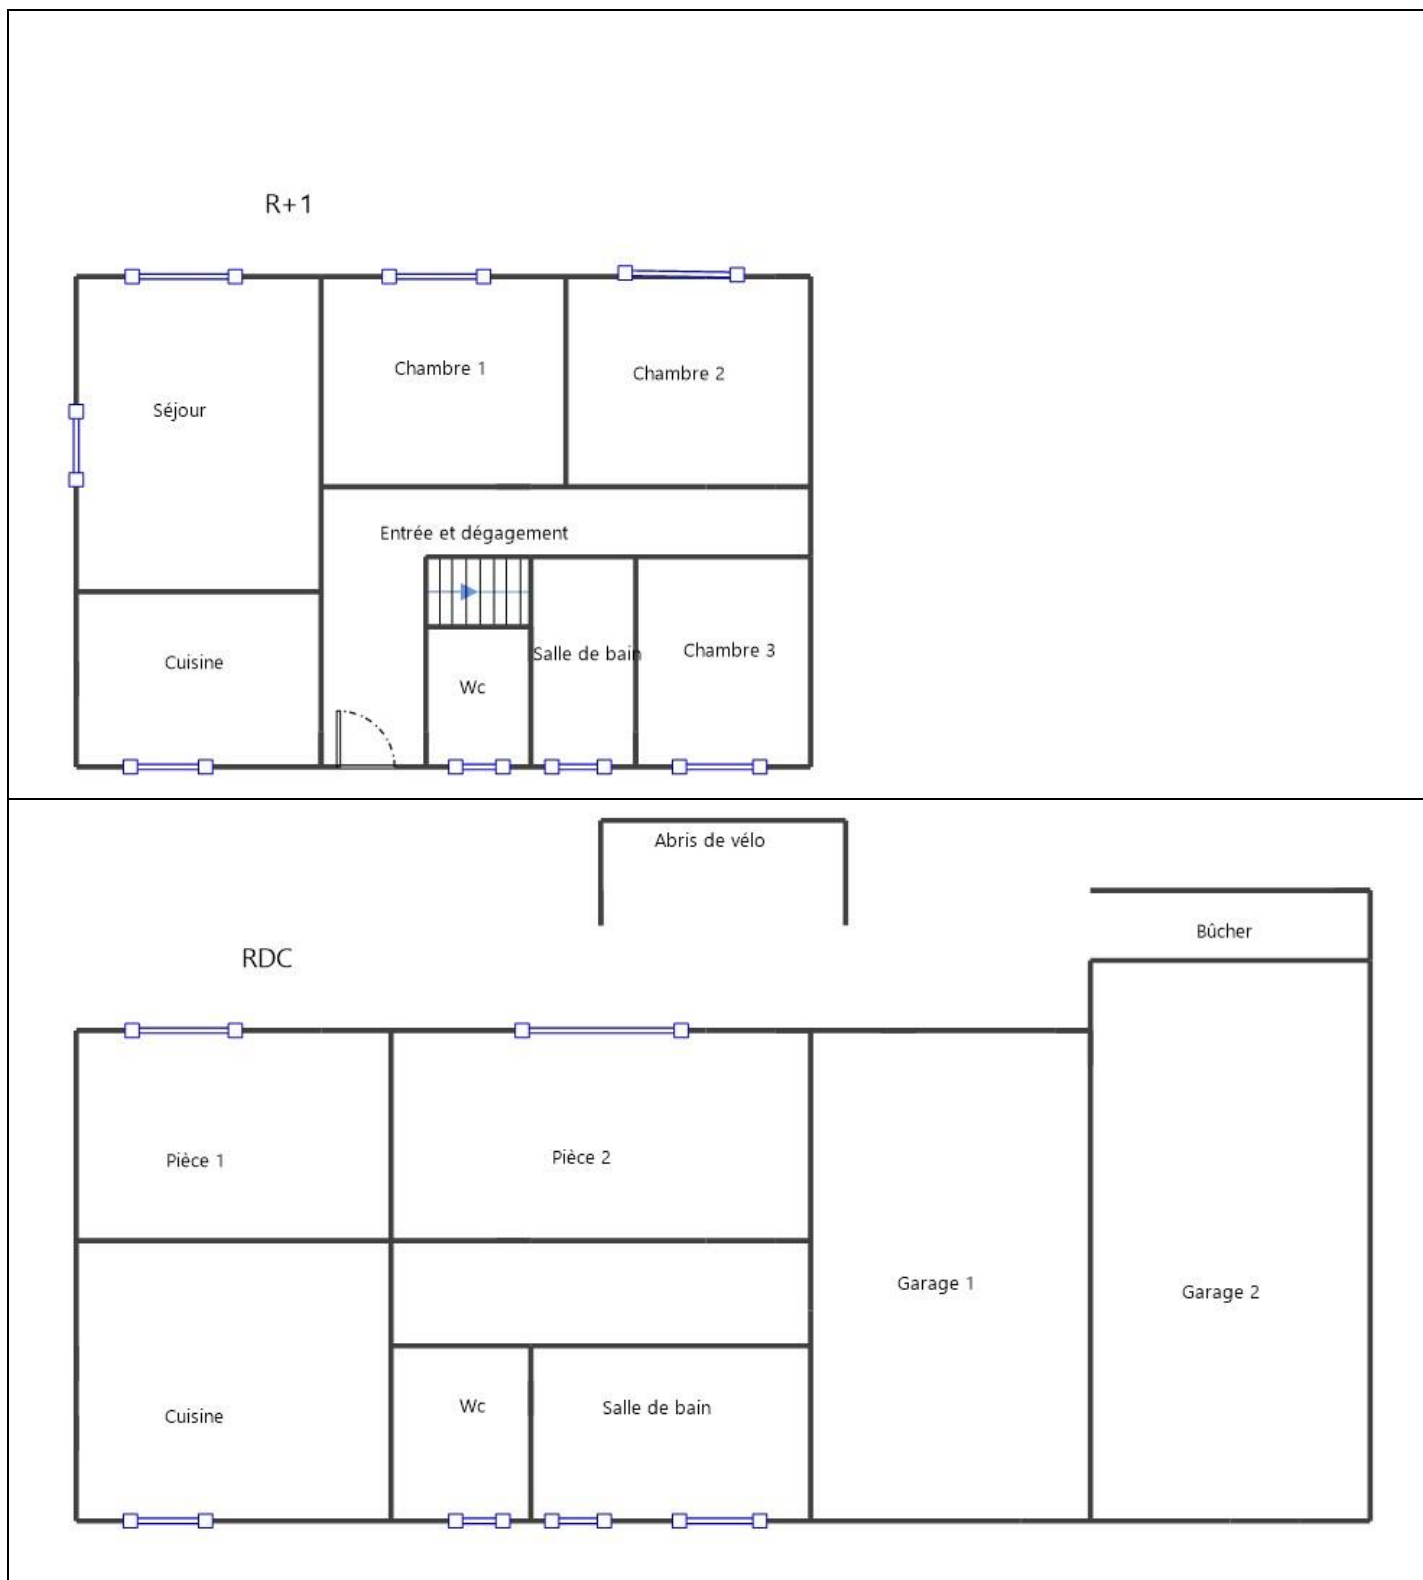 R+1
Chambre 1
Chambre 2
Séjour
Entrée et dégagement
Cuisine
Salle de bain
Chambre 3
Wc
Abris de vélo
Bûcher
RDC
Pièce 1
Pièce 2
Garage 1
Garage 2
Cuisine
Wc
Salle de bain